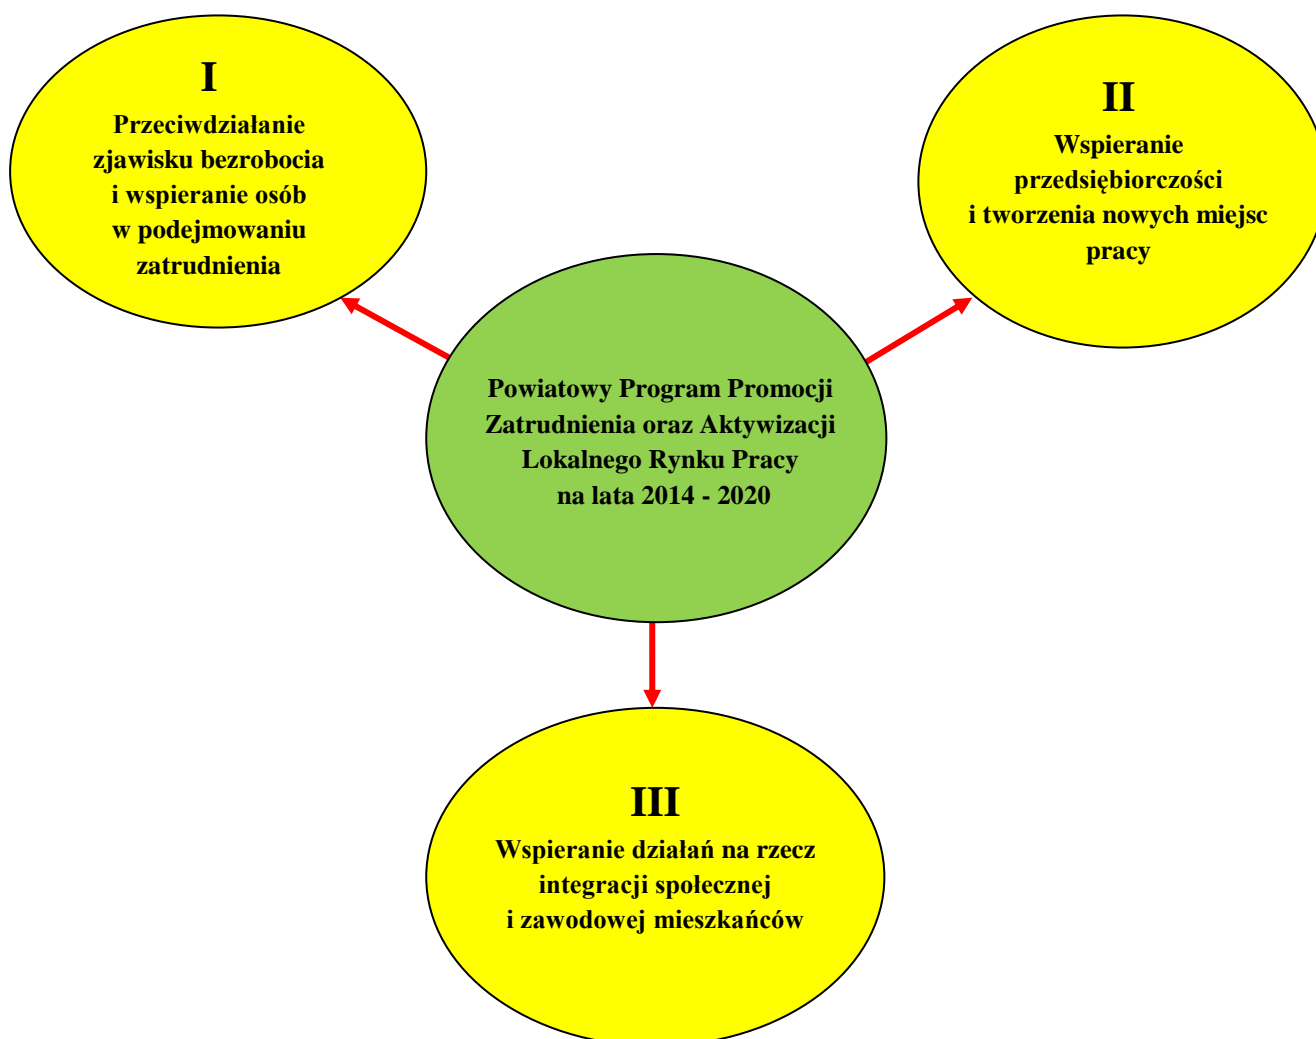 I
Przeciwdziałanie
zjawisku bezrobocia
i wspieranie osób
w podejmowaniu
zatrudnienia
II
Wspieranie
przedsiębiorczości
i tworzenia nowych miejsc
pracy
Powiatowy Program Promocji
Zatrudnienia oraz Aktywizacji
Lokalnego Rynku Pracy
na lata 2014 - 2020
III
Wspieranie działań na rzecz
integracji społecznej
i zawodowej mieszkańców